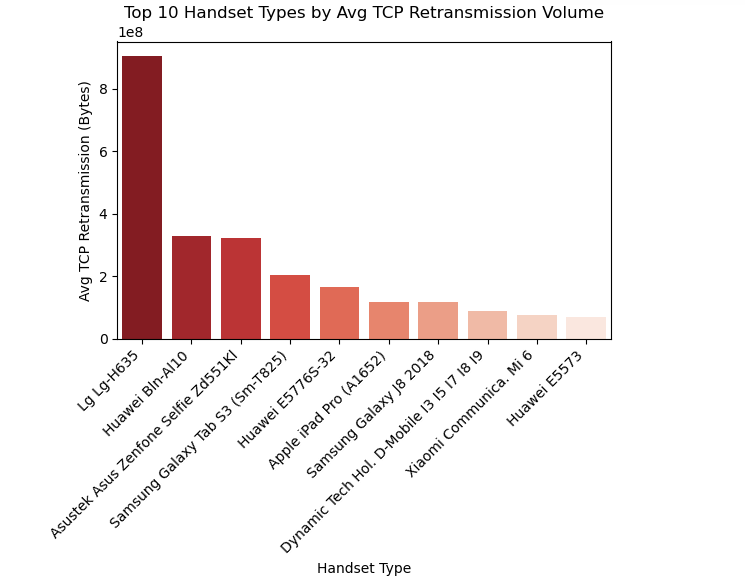 Top 10 Handset Types by Avg TCP Retransmission Volume
1e8
8
6
4
2
0
Avg TCP Retransmission (Bytes)
Lg Lg-H635
Huawei Bln-Al10
Asustek Asus Zenfone Selfie Zd551Kl
Samsung Galaxy Tab S3 (Sm-T825)
Huawei E5776S-32
Apple iPad Pro (A1652)
Samsung Galaxy J8 2018
Dynamic Tech Hol. D-Mobile I3 I5 I7 I8 I9
Xiaomi Communica. Mi 6
Huawei E5573
Handset Type